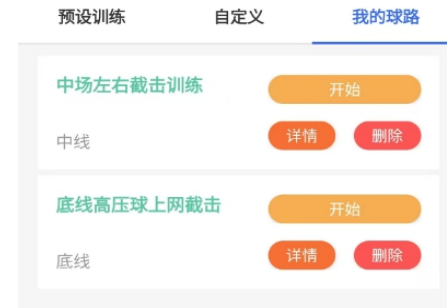 预设训练 自定义 我的球路
中场左右截击训练 开始
中线 详情 删除
底线高压球上网截击 开始
底线 详情 删除